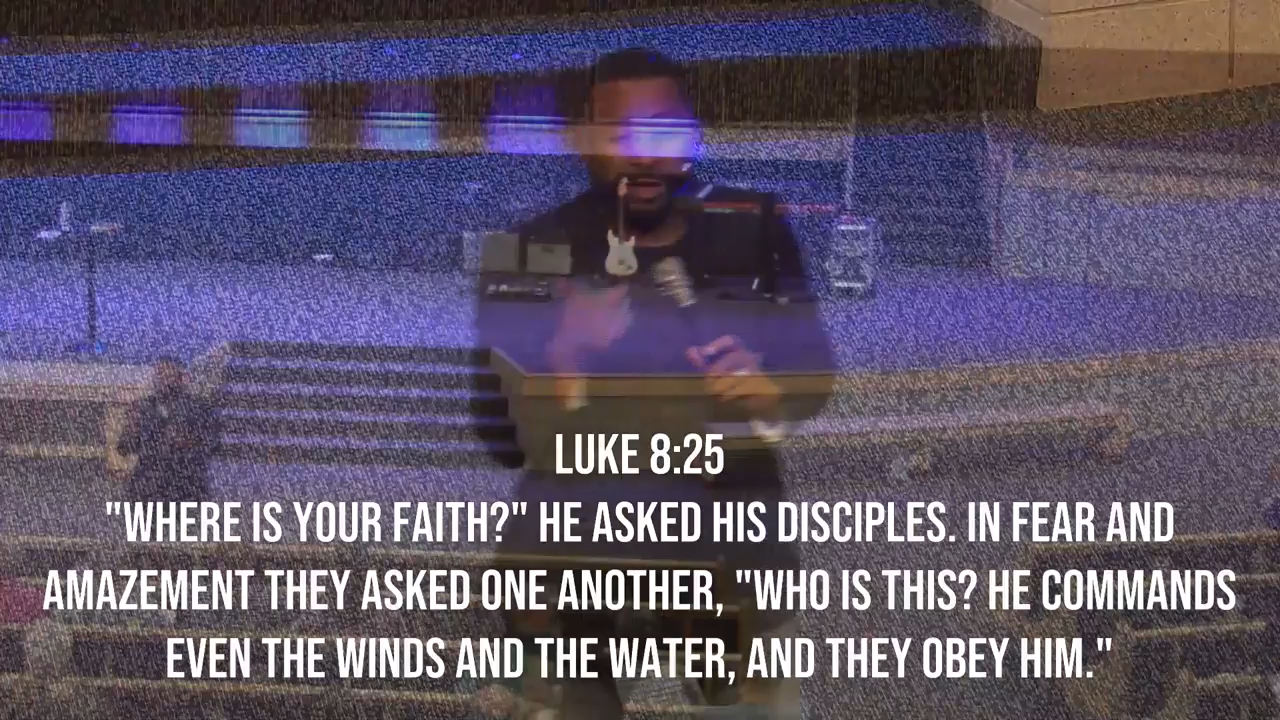 LUKE 8:25
"WHERE IS YOUR FAITH?" HE ASKED HIS DISCIPLES. IN FEAR AND
AMAZEMENT THEY ASKED ONE ANOTHER, "WHO IS THIS? HE COMMANDS
EVEN THE WINDS AND THE WATER, AND THEY OBEY HIM."